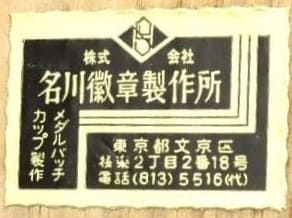 株式 会社
名川徽章製作所
メダルバッチ
カップ製作
東京都文京区
後楽2丁目2番18号
電話(813)5516(代)